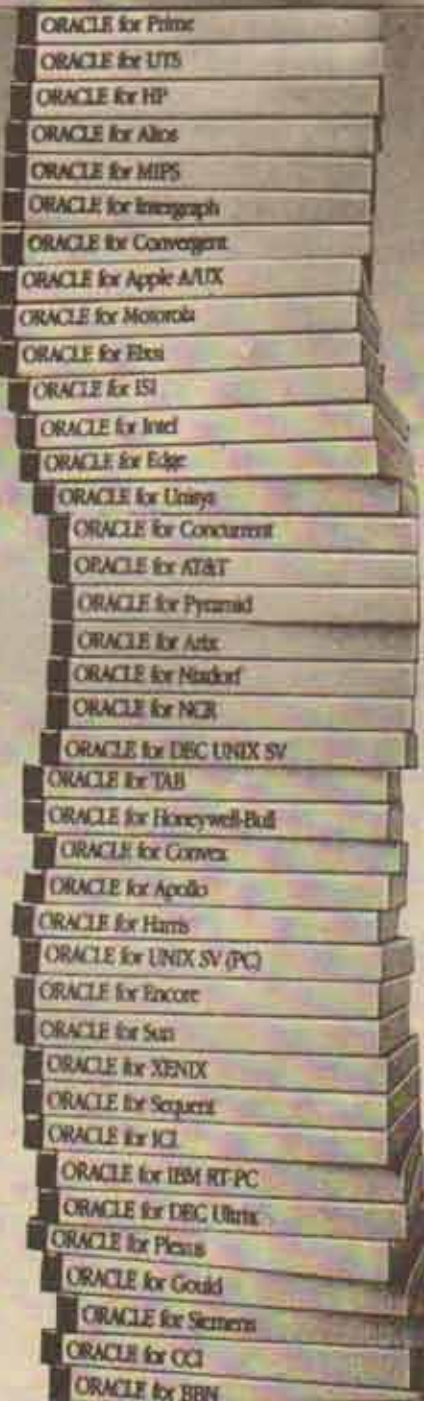 ORACLE for Prime
ORACLE for UTS
ORACLE for HP
ORACLE for Altos
ORACLE for MIPS
ORACLE for Intergraph
ORACLE for Convergent
ORACLE for Apple A/UX
ORACLE for Motorola
ORACLE for Elxsi
ORACLE for ISI
ORACLE for Intel
ORACLE for Edge
ORACLE for Unisys
ORACLE for Concurrent
ORACLE for AT&T
ORACLE for Pyramid
ORACLE for Arix
ORACLE for Nixdorf
ORACLE for NCR
ORACLE for DEC UNIX SV
ORACLE for TAB
ORACLE for Honeywell-Bull
ORACLE for Convex
ORACLE for Apollo
ORACLE for Harris
ORACLE for UNIX SV (PC)
ORACLE for Encore
ORACLE for Sun
ORACLE for XENIX
ORACLE for Sequent
ORACLE for ICL
ORACLE for IBM RT-PC
ORACLE for DEC Ultrix
ORACLE for Plexus
ORACLE for Gould
ORACLE for Siemens
ORACLE for CCI
ORACLE for BBN